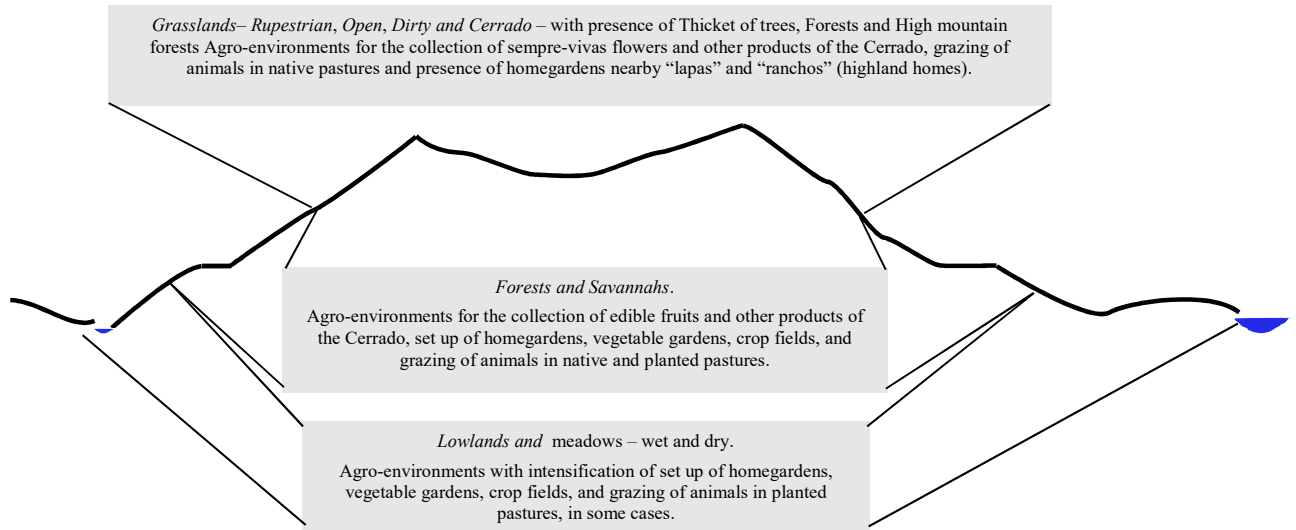 Grasslands– Rupestrian, Open, Dirty and Cerrado – with presence of Thicket of trees, Forests and High mountain
forests Agro-environments for the collection of sempre-vivas flowers and other products of the Cerrado, grazing of
animals in native pastures and presence of homegardens nearby “lapas” and “ranchos” (highland homes).
Forests and Savannahs.
Agro-environments for the collection of edible fruits and other products of
the Cerrado, set up of homegardens, vegetable gardens, crop fields, and
grazing of animals in native and planted pastures.
Lowlands and meadows – wet and dry.
Agro-environments with intensification of set up of homegardens,
vegetable gardens, crop fields, and grazing of animals in planted
pastures, in some cases.